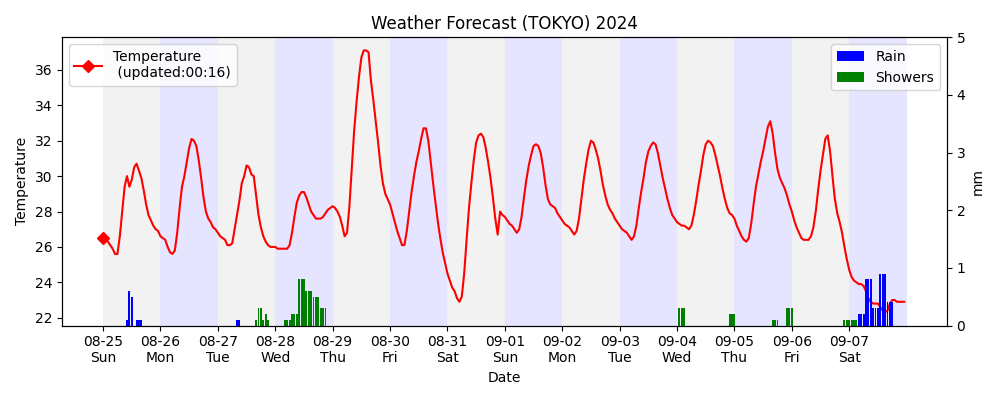 Weather Forecast (TOKYO) 2024
Temperature
(updated:00:16)
Rain
Showers
Temperature
36
34
32
30
28
26
24
22
5
4
3
2
1
0
mm
08-25 08-26 08-27 08-28 08-29 08-30 08-31 09-01 09-02 09-03 09-04 09-05 09-06 09-07
Sun Mon Tue Wed Thu Fri Sat Sun Mon Tue Wed Thu Fri Sat
Date